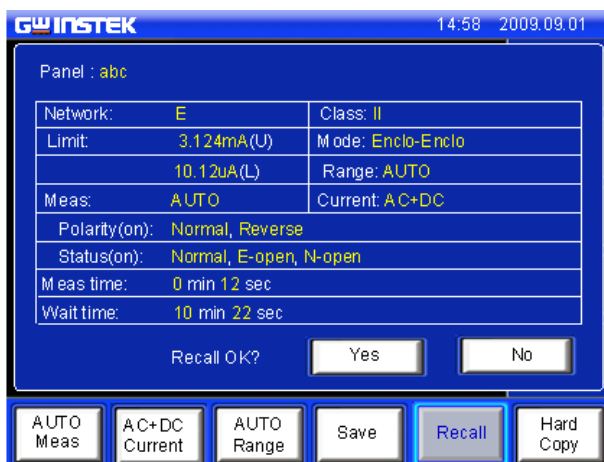 GWINSTEK 14:58 2009.09.01
Panel : abc
Network: E Class: II
Limit: 3.124mA(U) Mode: Enclo-Enclo
10.12uA(L) Range: AUTO
Meas: AUTO Current: AC+DC
Polarity(on): Normal, Reverse
Status(on): Normal, E-open, N-open
Meas time: 0 min 12 sec
Wait time: 10 min 22 sec
Recall OK? Yes No
AUTO Meas AC+DC Current AUTO Range Save Recall Hard Copy